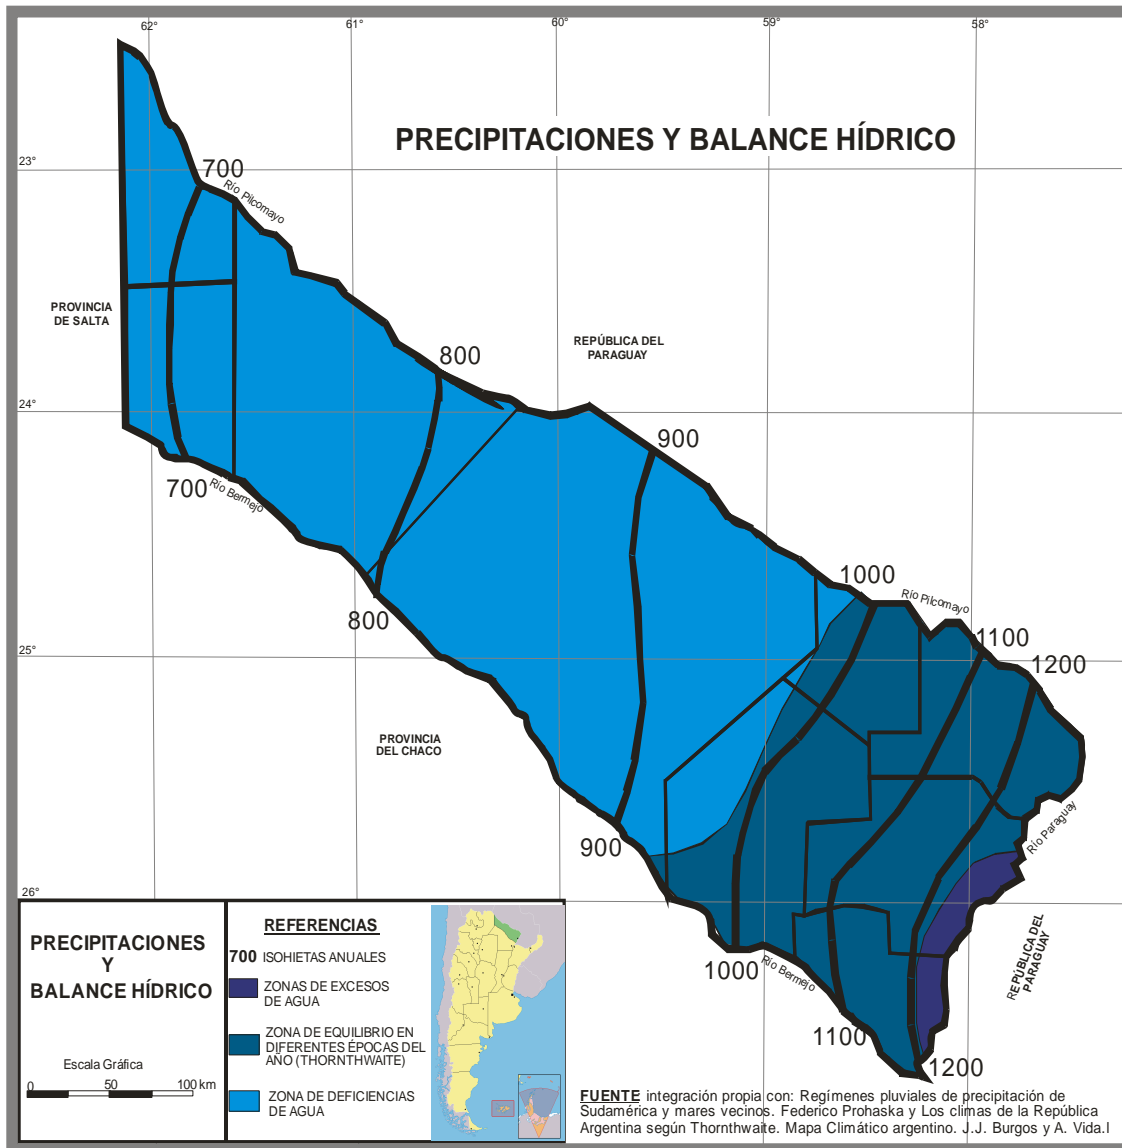 62°
61°
60°
59°
58°
PRECIPITACIONES Y BALANCE HÍDRICO
23°
700
Río Pilcomayo
PROVINCIA
DE SALTA
REPÚBLICA DEL
PARAGUAY
800
24°
900
700
Río Bermejo
1000
Río Pilcomayo
800
1100
1200
25°
PROVINCIA
DEL CHACO
Río Paraguay
900
26°
REPÚBLICA DEL
PARAGUAY
1000
Río Bermejo
1100
1200
PRECIPITACIONES
Y
BALANCE HÍDRICO
Escala Gráfica
0 50 100 km
REFERENCIAS
700 ISOHIETAS ANUALES
ZONAS DE EXCESOS
DE AGUA
ZONA DE EQUILIBRIO EN
DIFERENTES ÉPOCAS DEL
AÑO (THORNTHWAITE)
ZONA DE DEFICIENCIAS
DE AGUA
FUENTE integración propia con: Regímenes pluviales de precipitación de
Sudamérica y mares vecinos. Federico Prohaska y Los climas de la República
Argentina según Thornthwaite. Mapa Climático argentino. J.J. Burgos y A. Vida.l